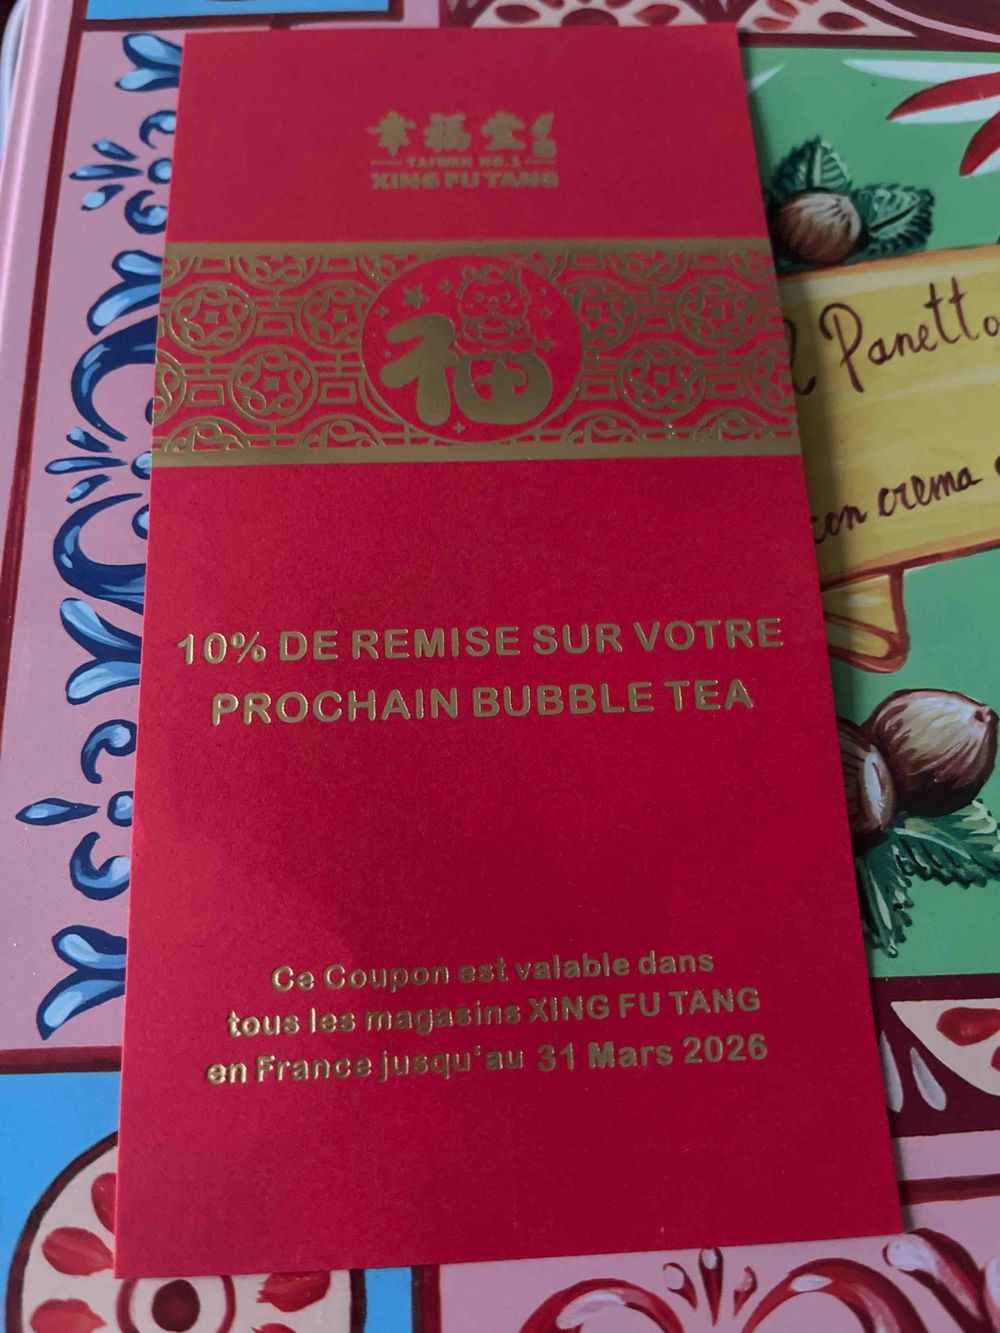 幸福堂
TAIWAN NO.1
XING FU TANG
福
10% DE REMISE SUR VOTRE
PROCHAIN BUBBLE TEA
Ce Coupon est valable dans
tous les magasins XING FU TANG
en France jusqu'au 31 Mars 2026
Panetto
con crema